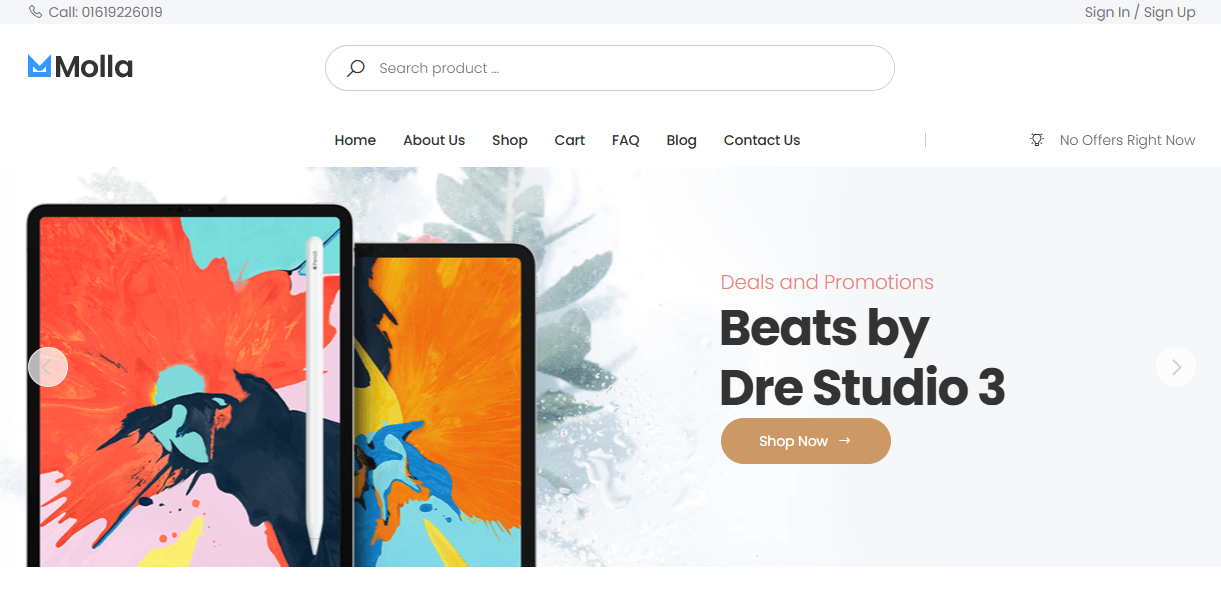 Call: 01619226019
Sign In / Sign Up
Molla
Search product ...
Home About Us Shop Cart FAQ Blog Contact Us
No Offers Right Now
Deals and Promotions
Beats by
Dre Studio 3
Shop Now →